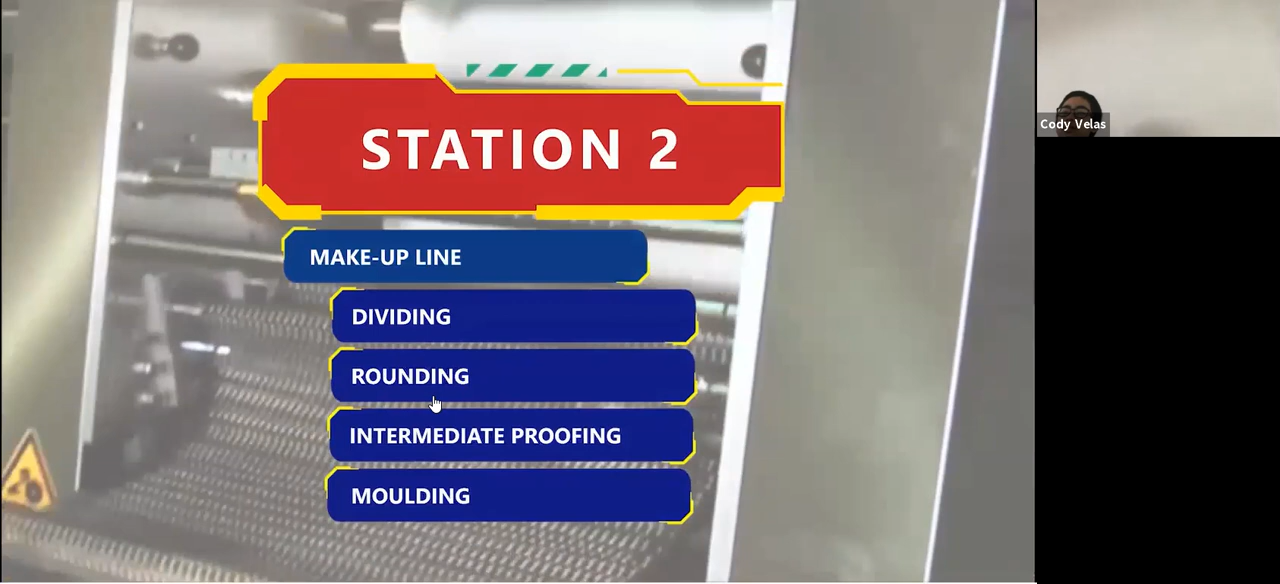 STATION 2
MAKE-UP LINE
DIVIDING
ROUNDING
INTERMEDIATE PROOFING
MOULDING
Cody Velas